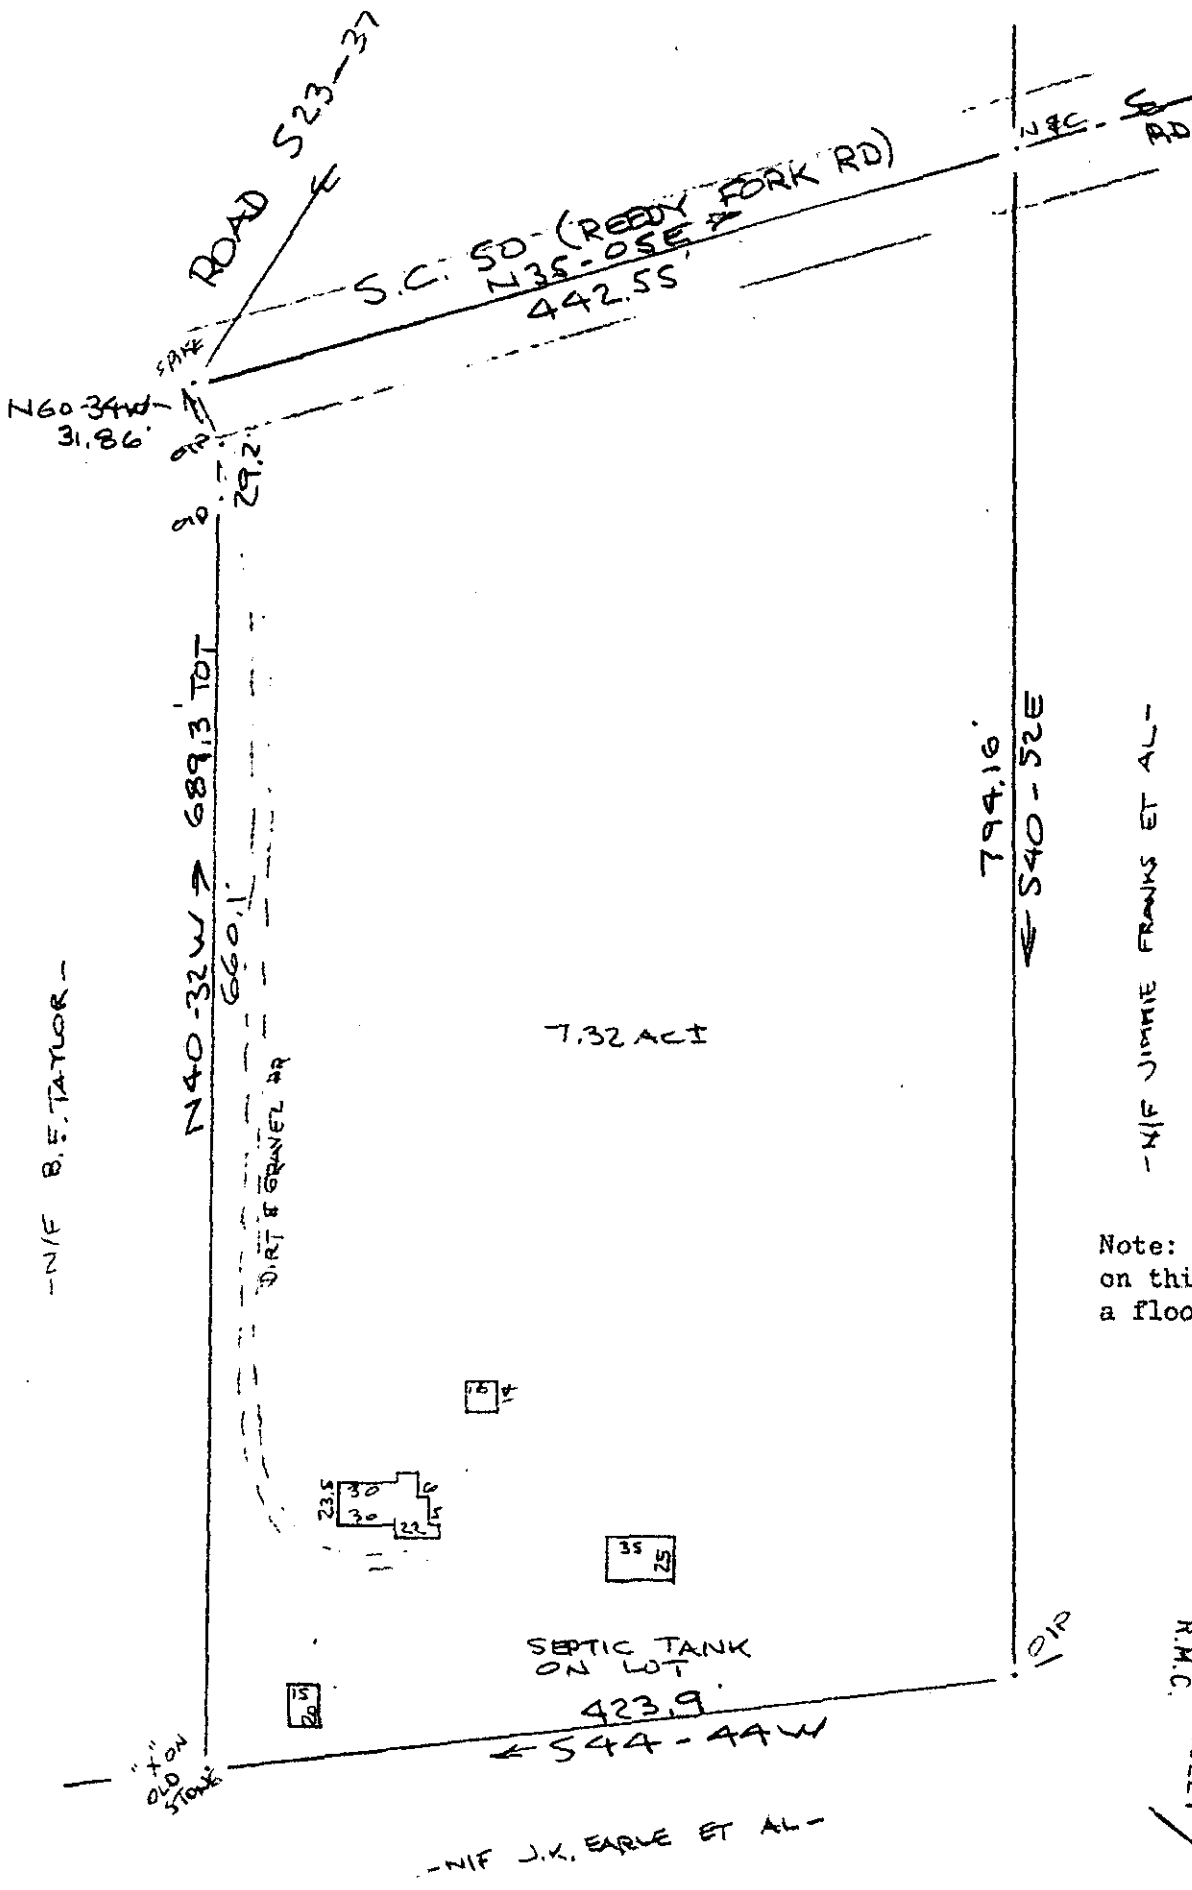 ROAD S23-37
S.C. 50 (REEDY FORK RD)
N35-05E
442.55'
N&C
RD
SPIKE
N60-34W
31.86'
OIP
29.2'
OIP
N40-32W → 689.3' TOT
660.1'
DIRT & GRAVEL DR
-N/F B.E. TAYLOR-
7.32 AC±
794.16'
← S40-52E
-N/F JIMMIE FRANKS ET AL-
Note:
on thi
a floo
16
14
23.5
30
30
22
6
5
35
25
SEPTIC TANK
ON LOT
15
20
423.9'
← S44-44W
OIP
"X" ON
OLD
STONE
-N/F J.K. EARLE ET AL-
R.M.C.